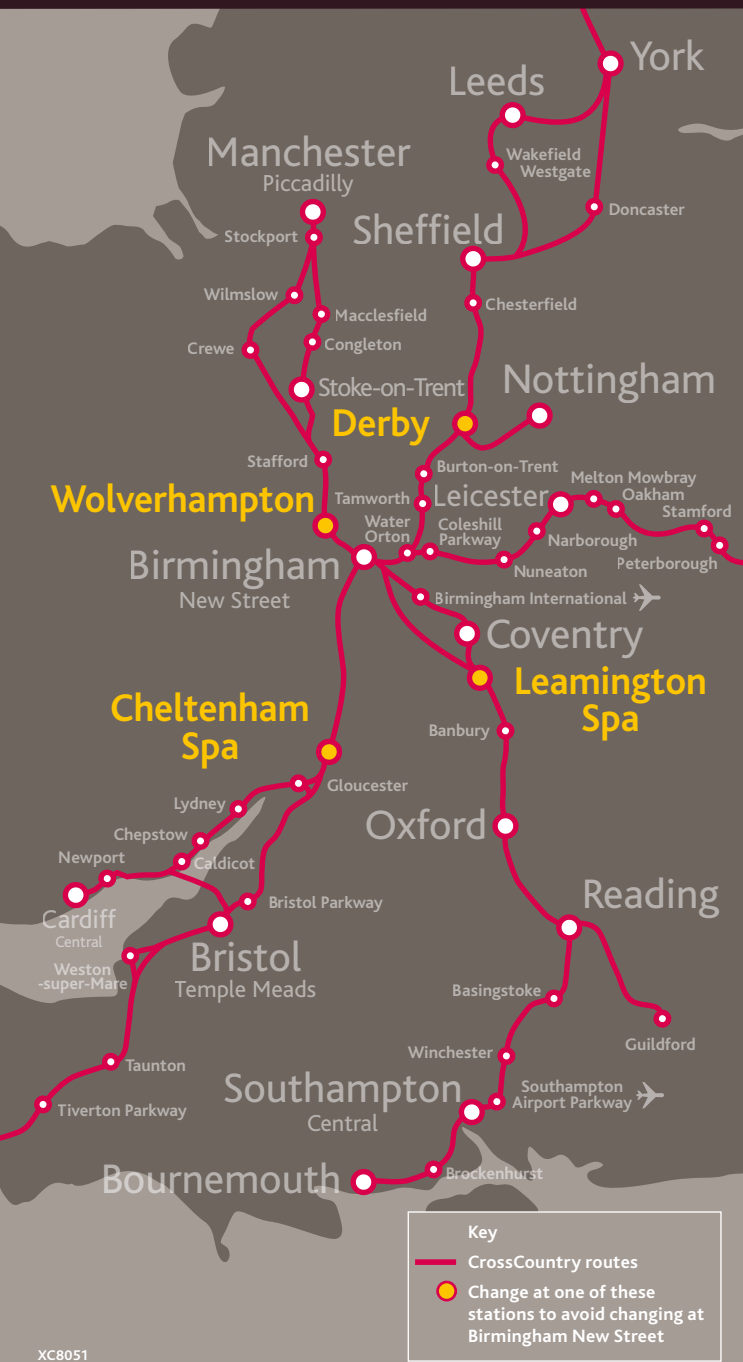 York
Leeds
Wakefield
Westgate
Manchester
Piccadilly
Doncaster
Stockport
Sheffield
Wilmslow
Chesterfield
Macclesfield
Crewe
Congleton
Nottingham
Stoke-on-Trent
Derby
Stafford
Burton-on-Trent
Melton Mowbray
Wolverhampton
Tamworth
Leicester
Oakham
Stamford
Water
Orton
Coleshill
Parkway
Narborough
Birmingham
New Street
Nuneaton
Peterborough
Birmingham International
Coventry
Leamington
Spa
Cheltenham
Spa
Banbury
Gloucester
Lydney
Oxford
Chepstow
Newport
Caldicot
Reading
Bristol Parkway
Cardiff
Central
Bristol
Temple Meads
Weston
-super-Mare
Basingstoke
Guildford
Winchester
Taunton
Southampton
Central
Southampton
Airport Parkway
Tiverton Parkway
Bournemouth
Brockenhurst
Key
CrossCountry routes
Change at one of these
stations to avoid changing at
Birmingham New Street
XC8051